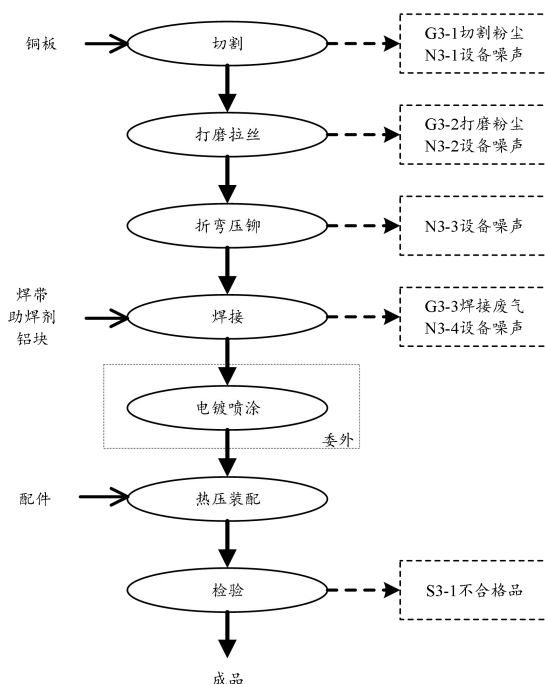 铜板
切割
G3-1切割粉尘
N3-1设备噪声
打磨拉丝
G3-2打磨粉尘
N3-2设备噪声
折弯压铆
N3-3设备噪声
焊带
助焊剂
铝块
焊接
G3-3焊接废气
N3-4设备噪声
电镀喷涂
委外
配件
热压装配
检验
S3-1不合格品
成品